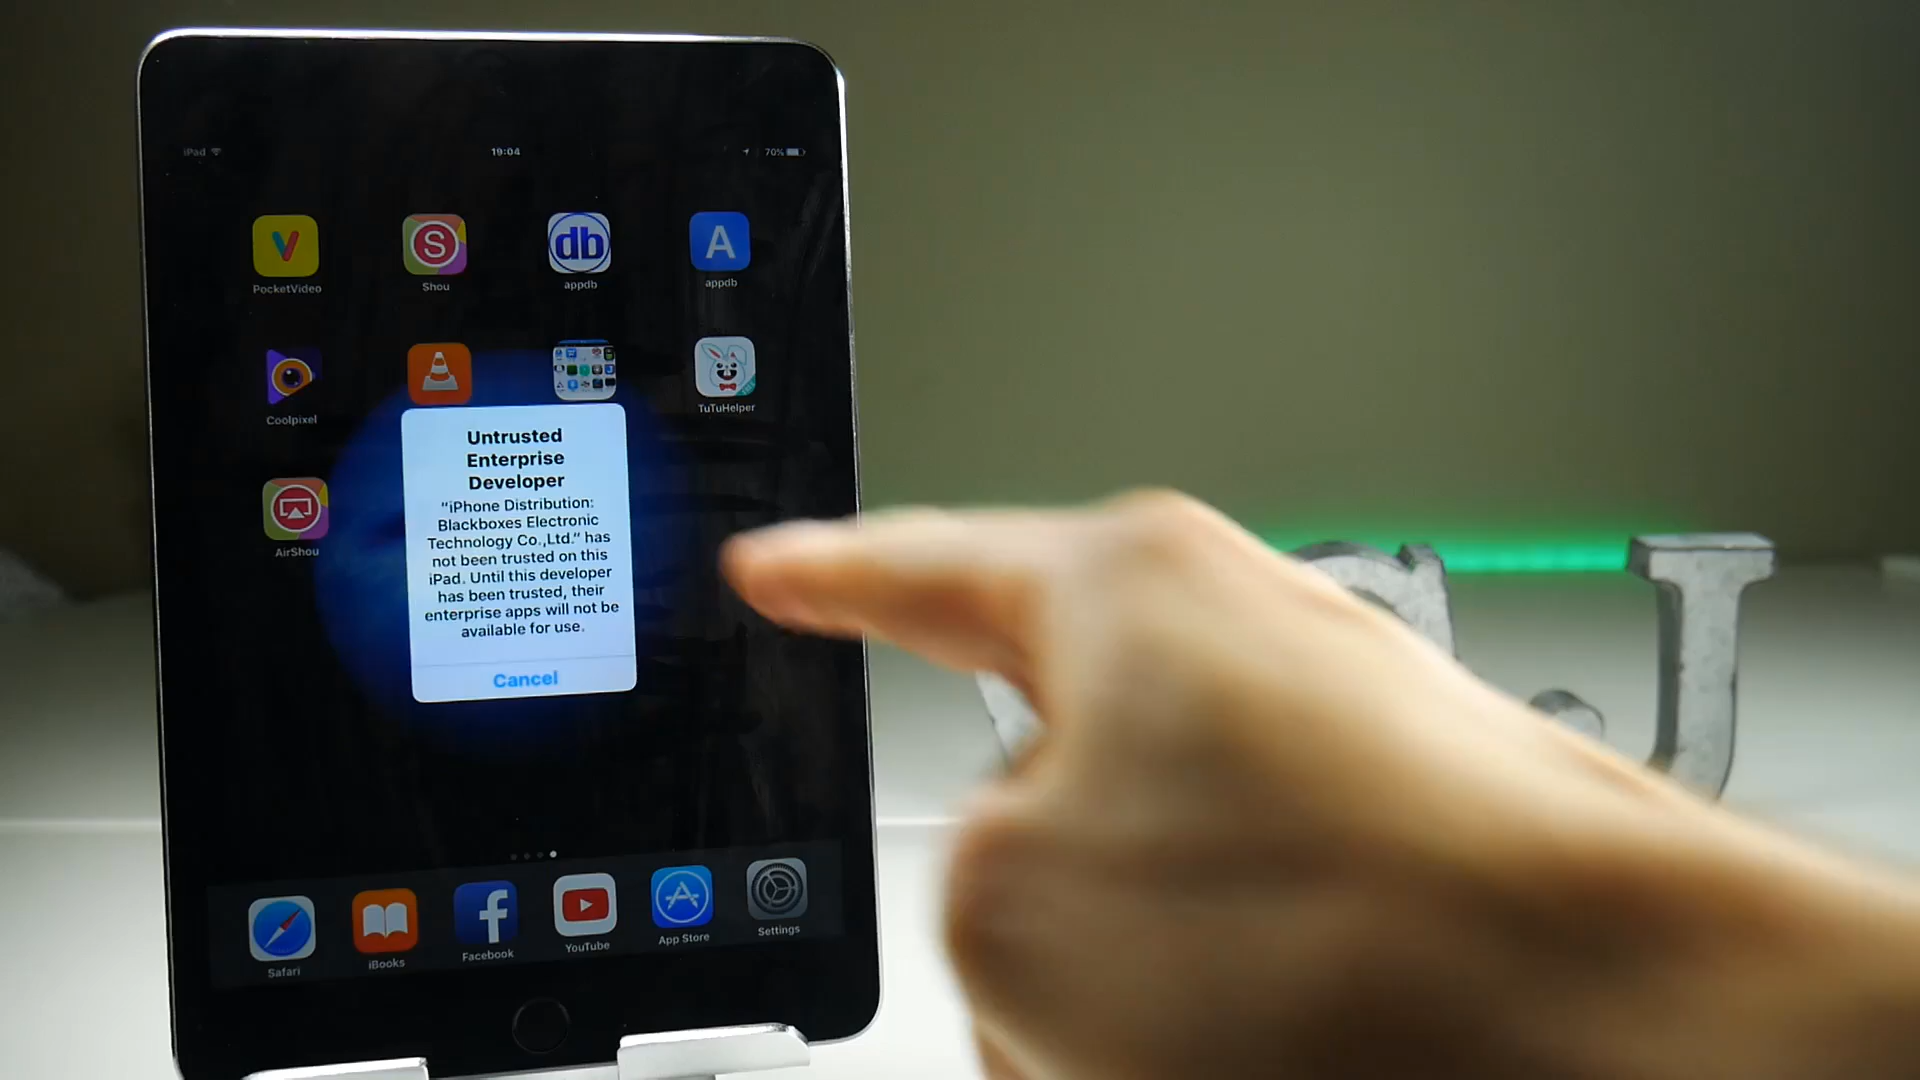 iPad 19:04 70%
V S db A
PocketVideo Shou appdb appdb
Coolpixel TuTuHelper
AirShou
Untrusted
Enterprise
Developer
“iPhone Distribution:
Blackboxes Electronic
Technology Co.,Ltd.” has
not been trusted on this
iPad. Until this developer
has been trusted, their
enterprise apps will not be
available for use.
Cancel
f
Safari iBooks Facebook YouTube App Store Settings
J